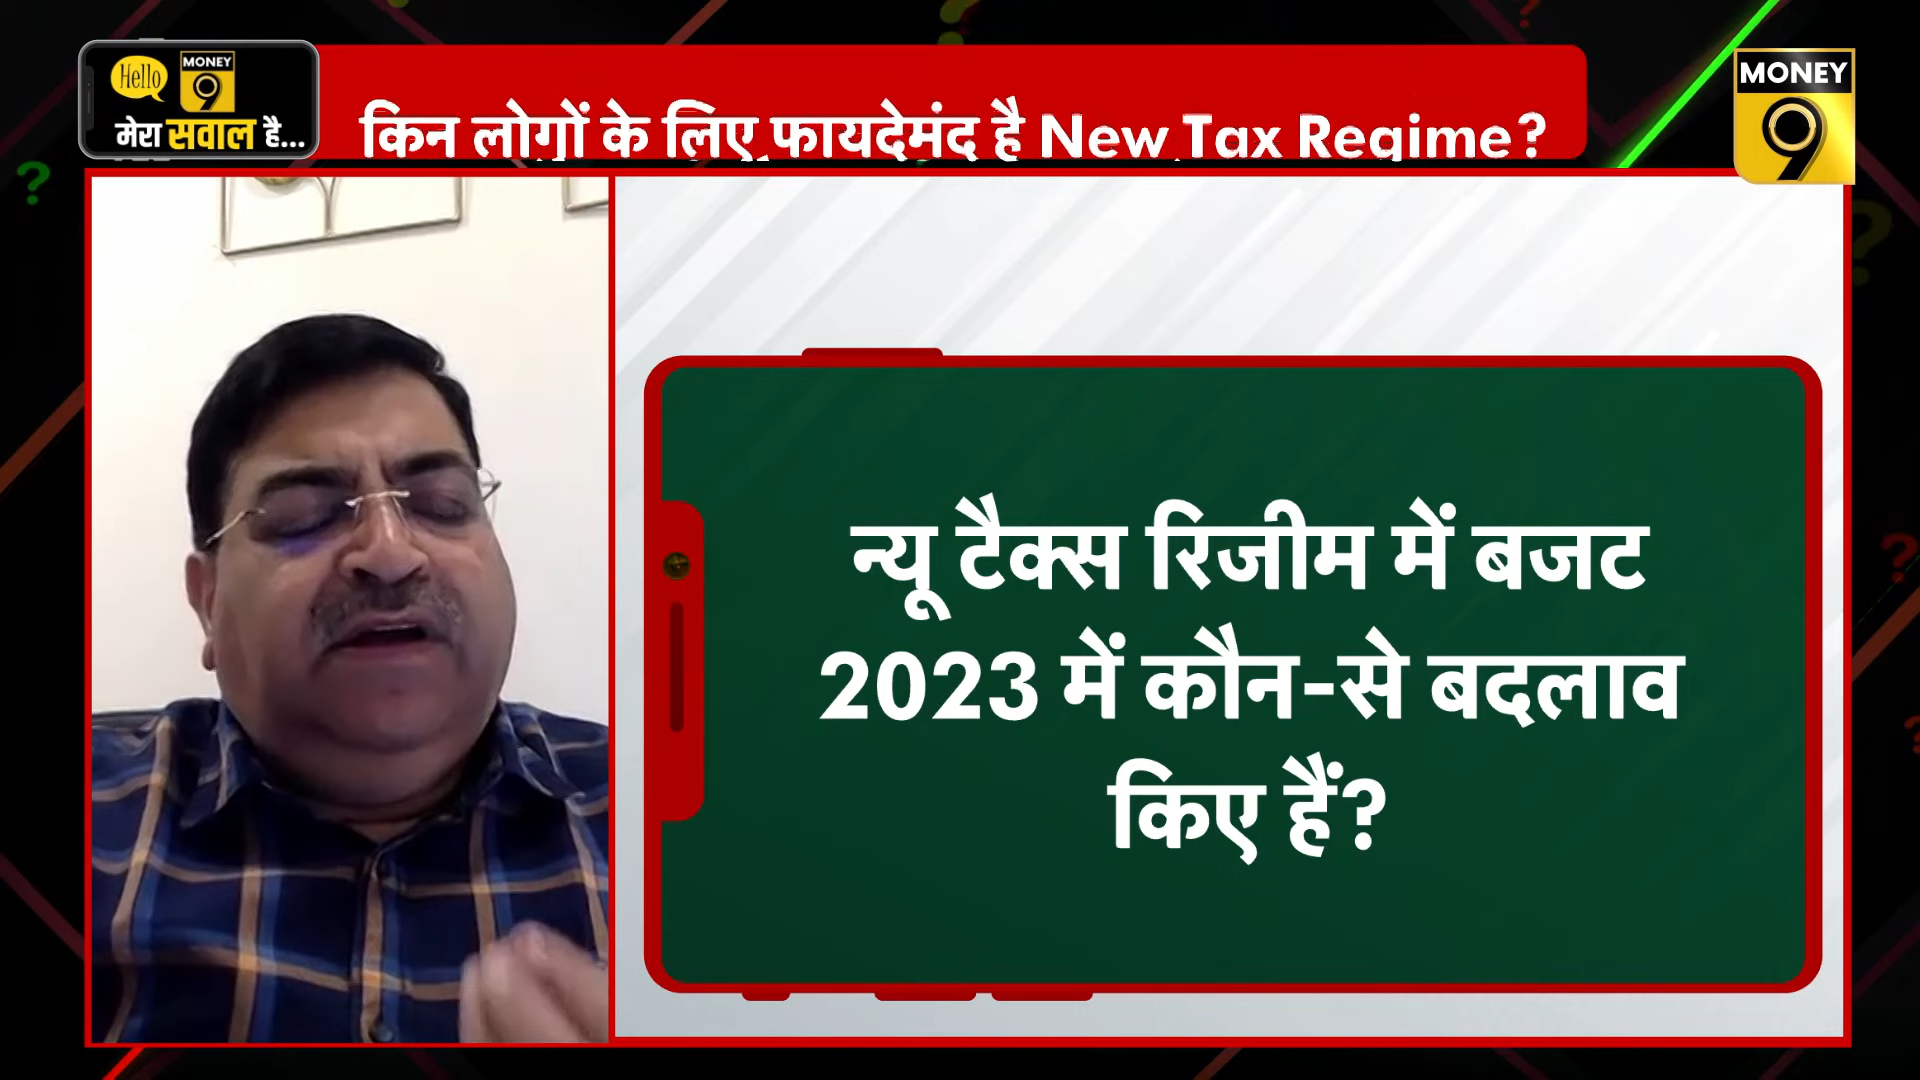 Hello
MONEY
9
मेरा सवाल है...
किन लोगों के लिए फायदेमंद है New Tax Regime?
MONEY
9
न्यू टैक्स रिजीम में बजट
2023 में कौन-से बदलाव
किए हैं?